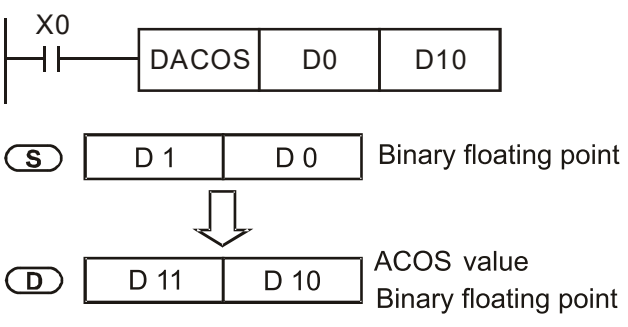 X0
DACOS D0 D10
S D 1 D 0 Binary floating point
D D 11 D 10 ACOS value
Binary floating point